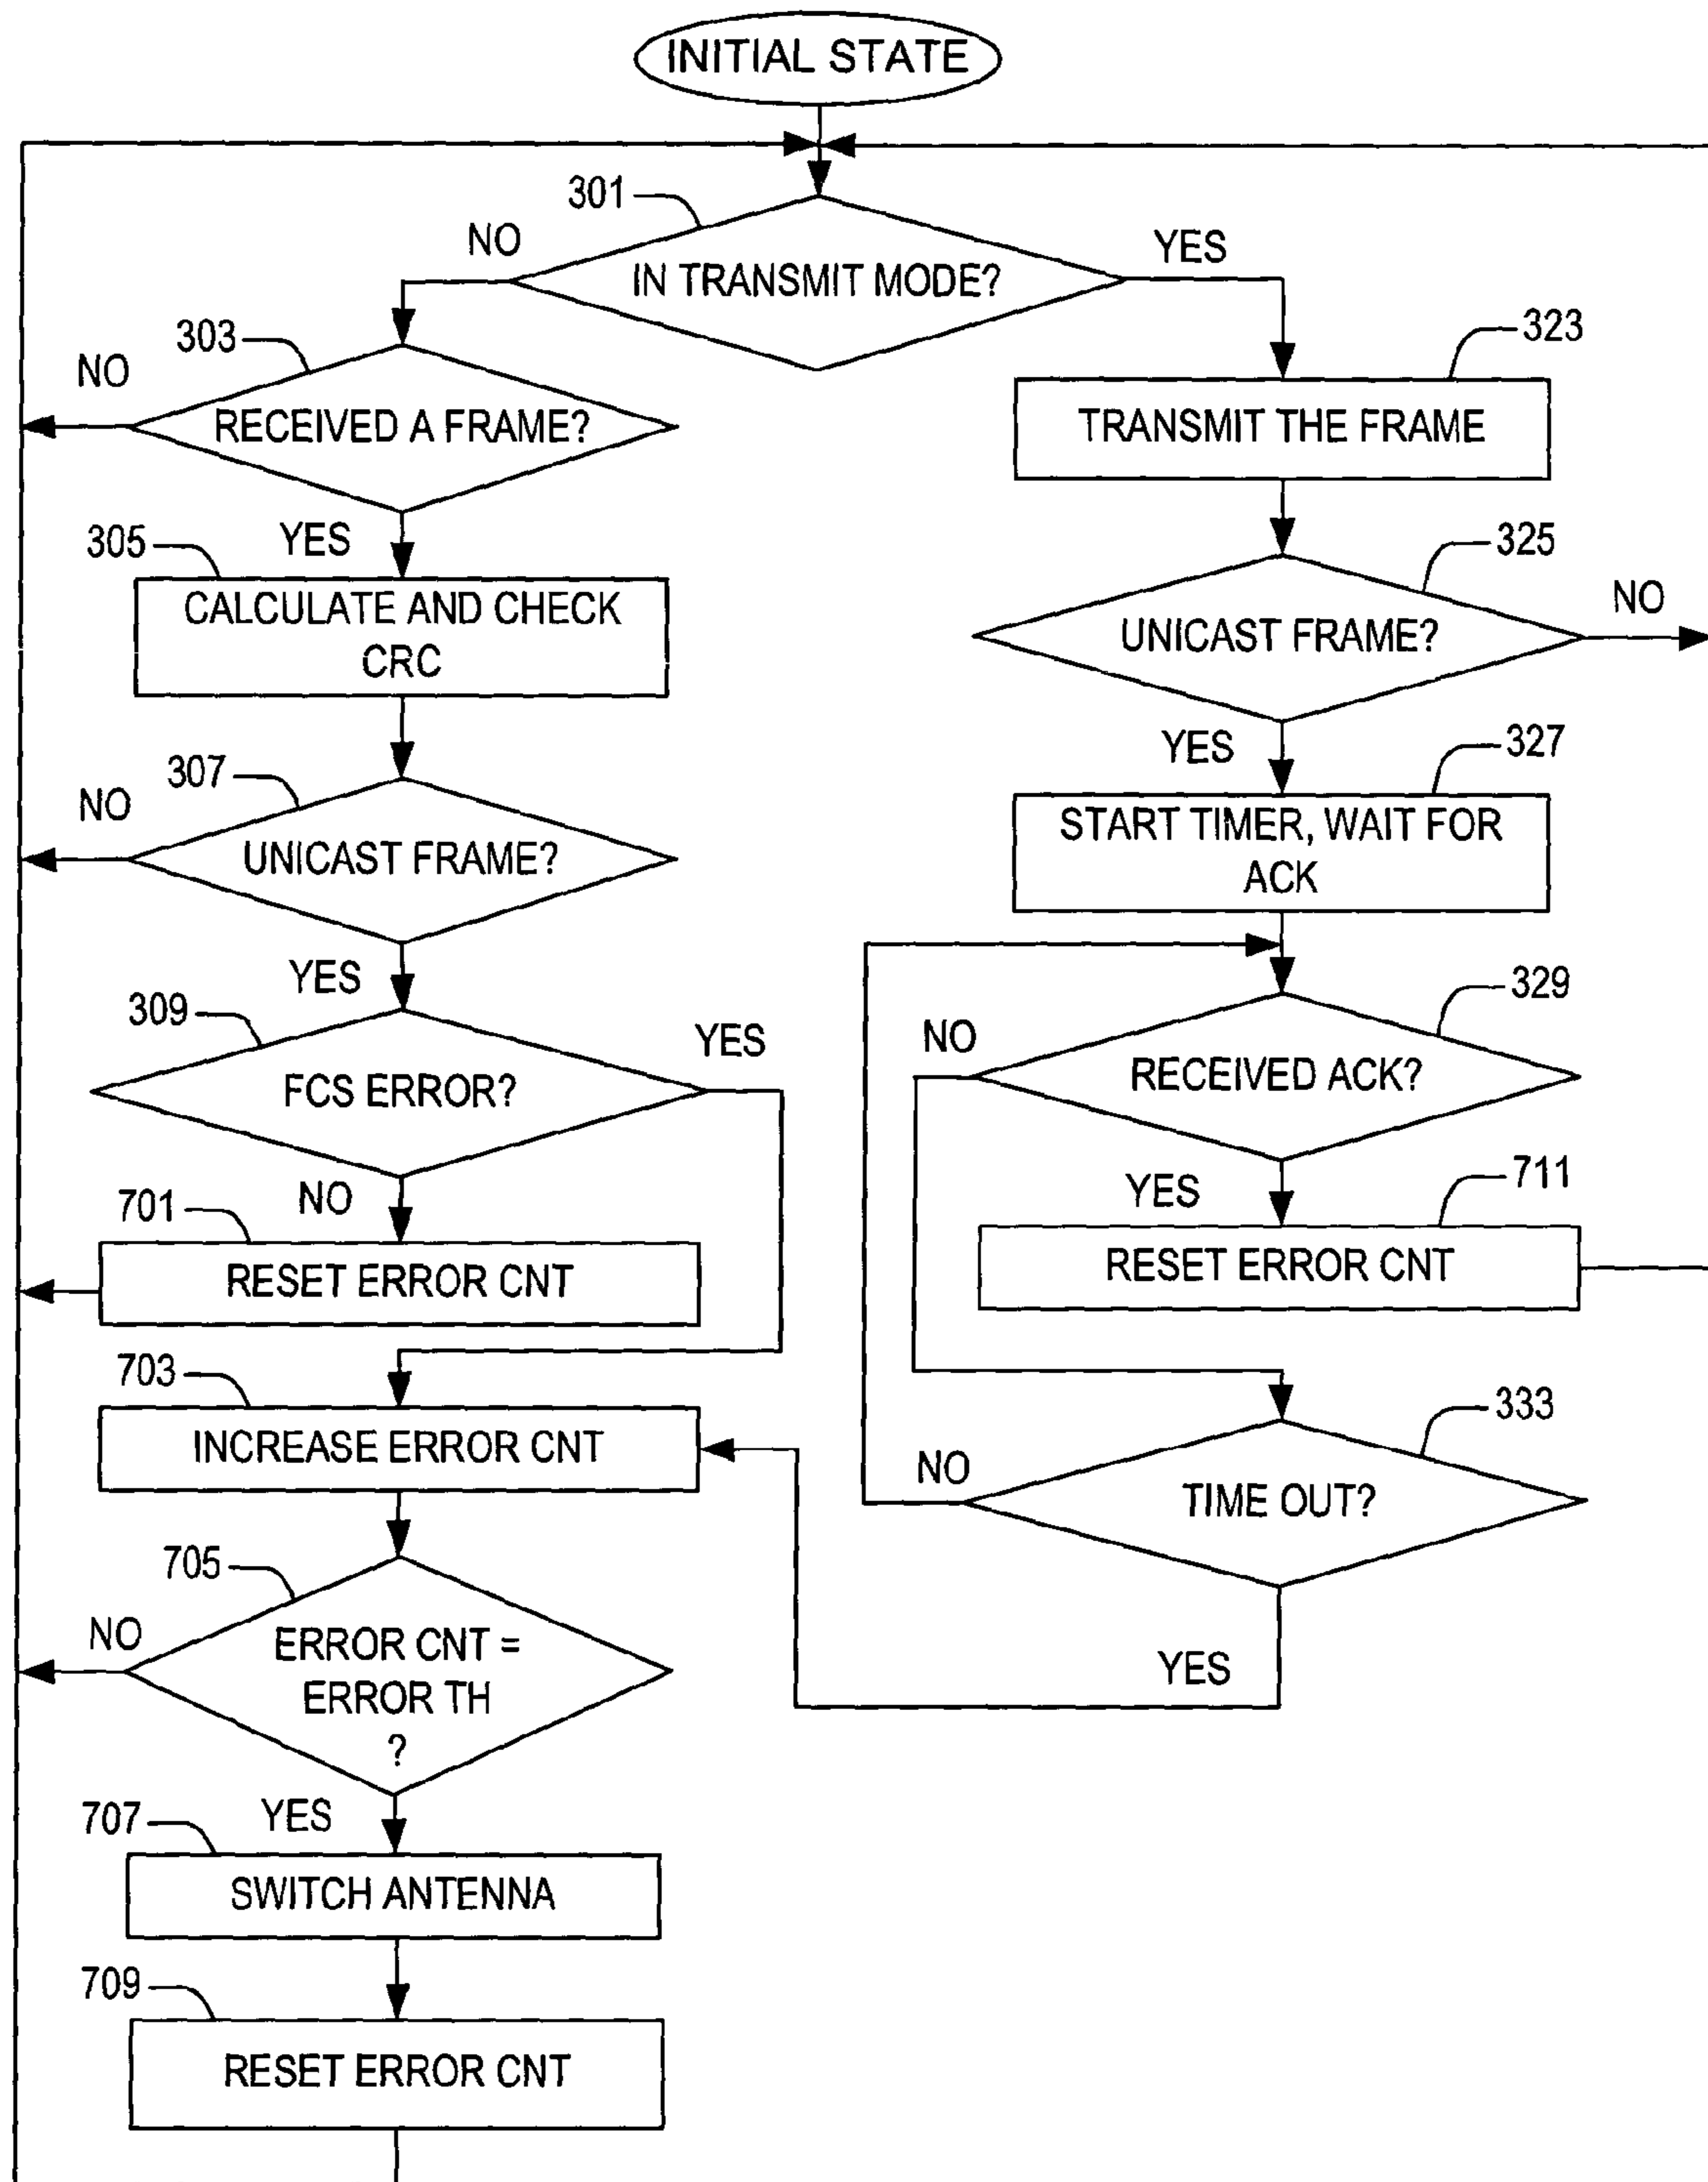 INITIAL STATE
301
NO
IN TRANSMIT MODE?
YES
303
NO
RECEIVED A FRAME?
YES
305
CALCULATE AND CHECK
CRC
307
NO
UNICAST FRAME?
YES
309
FCS ERROR?
YES
NO
701
RESET ERROR CNT
703
INCREASE ERROR CNT
705
NO
ERROR CNT =
ERROR TH
?
YES
707
SWITCH ANTENNA
709
RESET ERROR CNT
323
TRANSMIT THE FRAME
325
UNICAST FRAME?
NO
YES
327
START TIMER, WAIT FOR
ACK
329
NO
RECEIVED ACK?
YES
711
RESET ERROR CNT
333
NO
TIME OUT?
YES